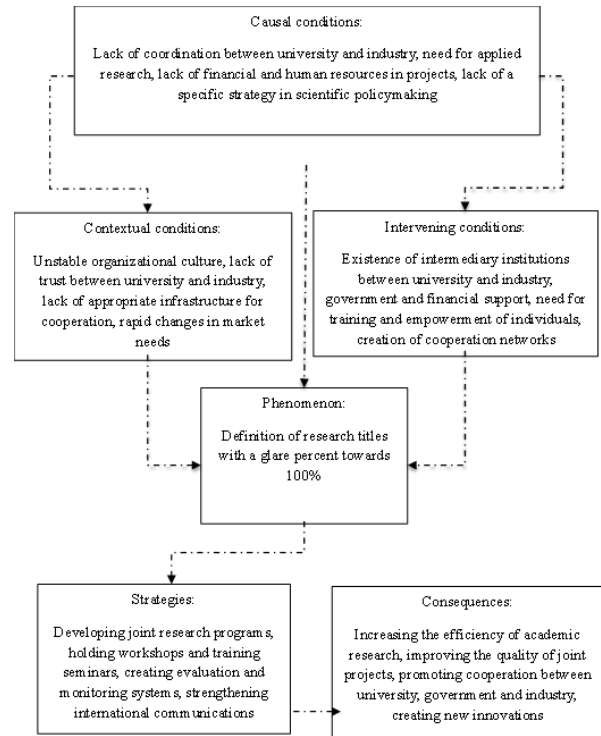 Causal conditions:
Lack of coordination between university and industry, need for applied
research, lack of financial and human resources in projects, lack of a
specific strategy in scientific policymaking
Contextual conditions:
Unstable organizational culture, lack of
trust between university and industry,
lack of appropriate infrastructure for
cooperation, rapid changes in market
needs
Intervening conditions:
Existence of intermediary institutions
between university and industry,
government and financial support, need for
training and empowerment of individuals,
creation of cooperation networks
Phenomenon:
Definition of research titles
with a glare percent towards
100%
Strategies:
Developing joint research programs,
holding workshops and training
seminars, creating evaluation and
monitoring systems, strengthening
international communications
Consequences:
Increasing the efficiency of academic
research, improving the quality of joint
projects, promoting cooperation between
university, government and industry,
creating new innovations